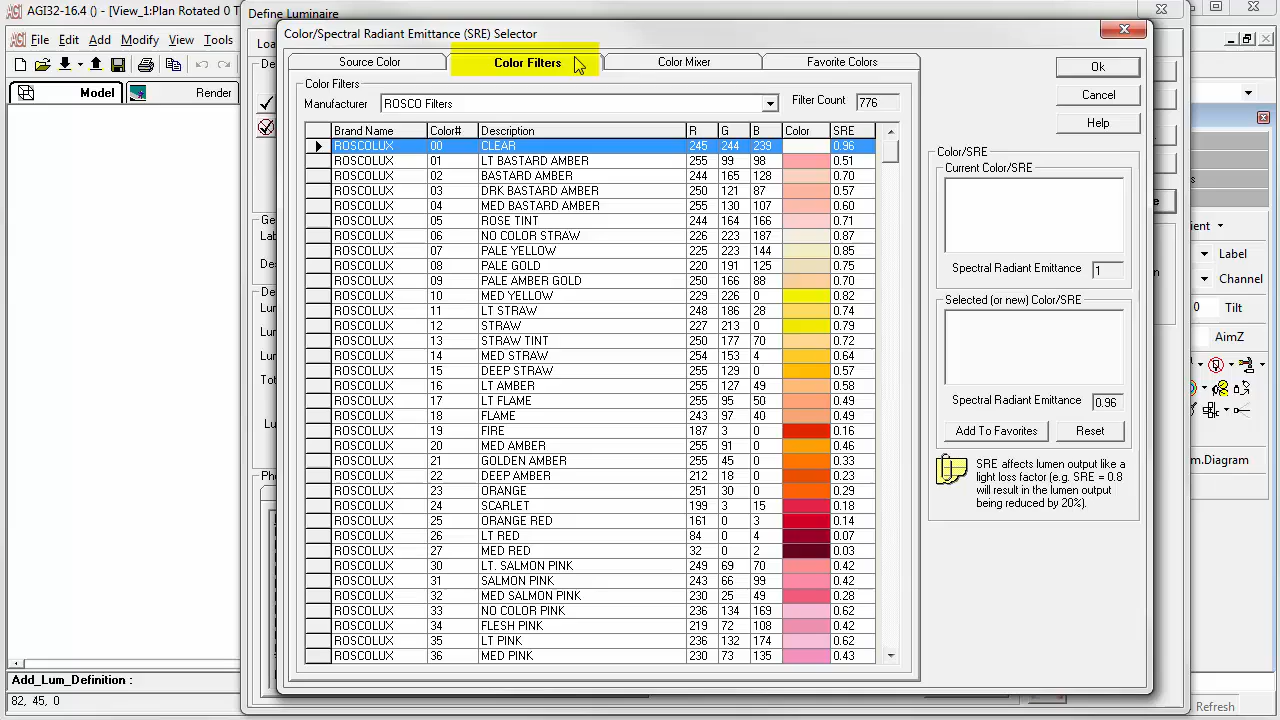 AGI32-16.4 () - [View_1:Plan Rotated 0 T
File Edit Add Modify View Tools
Model Render
Define Luminaire
Color/Spectral Radiant Emittance (SRE) Selector
Source Color Color Filters Color Mixer Favorite Colors
Color Filters
Manufacturer ROSCO Filters Filter Count 776
Brand Name Color# Description R G B Color SRE
ROSCOLUX 00 CLEAR 245 244 239 0.96
ROSCOLUX 01 LT BASTARD AMBER 255 99 98 0.51
ROSCOLUX 02 BASTARD AMBER 244 165 128 0.70
ROSCOLUX 03 DRK BASTARD AMBER 250 121 87 0.57
ROSCOLUX 04 MED BASTARD AMBER 255 130 107 0.60
ROSCOLUX 05 ROSE TINT 244 164 166 0.71
ROSCOLUX 06 NO COLOR STRAW 226 223 187 0.87
ROSCOLUX 07 PALE YELLOW 225 223 144 0.85
ROSCOLUX 08 PALE GOLD 220 191 125 0.75
ROSCOLUX 09 PALE AMBER GOLD 250 166 88 0.70
ROSCOLUX 10 MED YELLOW 229 226 0 0.82
ROSCOLUX 11 LT STRAW 248 186 28 0.74
ROSCOLUX 12 STRAW 227 213 0 0.79
ROSCOLUX 13 STRAW TINT 250 177 70 0.72
ROSCOLUX 14 MED STRAW 254 153 4 0.64
ROSCOLUX 15 DEEP STRAW 255 122 0 0.57
ROSCOLUX 16 LT AMBER 255 127 49 0.58
ROSCOLUX 17 LT FLAME 255 95 50 0.49
ROSCOLUX 18 FLAME 243 97 40 0.49
ROSCOLUX 19 FIRE 187 3 0 0.16
ROSCOLUX 20 MED AMBER 255 91 0 0.46
ROSCOLUX 21 GOLDEN AMBER 255 45 0 0.33
ROSCOLUX 22 DEEP AMBER 212 18 0 0.23
ROSCOLUX 23 ORANGE 251 30 0 0.29
ROSCOLUX 24 SCARLET 199 3 15 0.18
ROSCOLUX 25 ORANGE RED 161 0 3 0.14
ROSCOLUX 26 LT RED 84 0 4 0.07
ROSCOLUX 27 MED RED 32 0 2 0.03
ROSCOLUX 30 LT. SALMON PINK 249 69 70 0.42
ROSCOLUX 31 SALMON PINK 243 66 99 0.42
ROSCOLUX 32 MED SALMON PINK 230 25 49 0.28
ROSCOLUX 33 NO COLOR PINK 236 134 169 0.62
ROSCOLUX 34 FLESH PINK 219 72 108 0.42
ROSCOLUX 35 LT PINK 236 132 174 0.62
ROSCOLUX 36 MED PINK 230 73 135 0.43
Ok
Cancel
Help
Color/SRE
Current Color/SRE
Spectral Radiant Emittance 1
Selected (or new) Color/SRE
Spectral Radiant Emittance 0.96
Add To Favorites Reset
SRE affects lumen output like a
light loss factor (e.g. SRE = 0.8
will result in the lumen output
being reduced by 20%).
Label
Channel
0 Tilt
AimZ
m.Diagram
Add_Lum_Definition:
82, 45, 0
Refresh